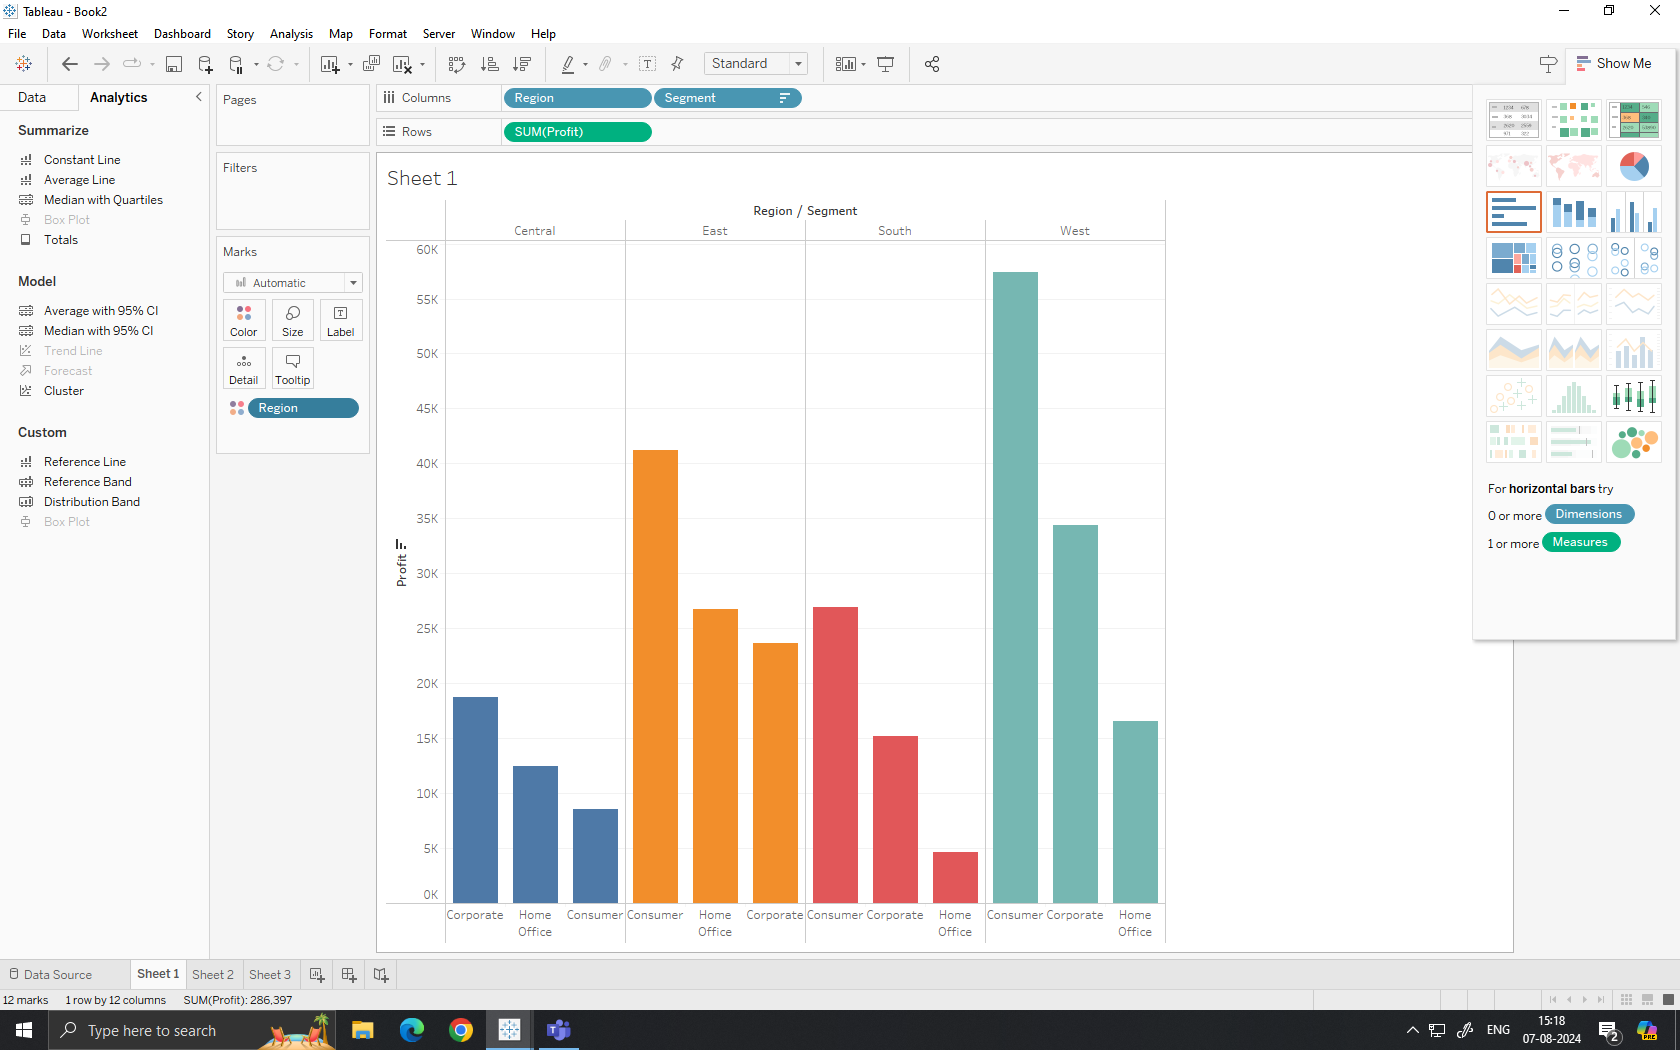 Tableau - Book2
File Data Worksheet Dashboard Story Analysis Map Format Server Window Help
Standard
Show Me
Data Analytics
Summarize
Constant Line
Average Line
Median with Quartiles
Box Plot
Totals
Model
Average with 95% CI
Median with 95% CI
Trend Line
Forecast
Cluster
Custom
Reference Line
Reference Band
Distribution Band
Box Plot
Pages
Filters
Marks
Automatic
Color Size Label
Detail Tooltip
Region
Columns Region Segment
Rows SUM(Profit)
Sheet 1
Region / Segment
Central East South West
60K
55K
50K
45K
40K
35K
30K
25K
20K
15K
10K
5K
0K
Profit
Corporate Home Office Consumer Consumer Home Office Corporate Consumer Corporate Home Office Consumer Corporate Home Office
For horizontal bars try
0 or more Dimensions
1 or more Measures
Data Source Sheet 1 Sheet 2 Sheet 3
12 marks 1 row by 12 columns SUM(Profit): 286,397
Type here to search
ENG
15:18
07-08-2024
2
PRE